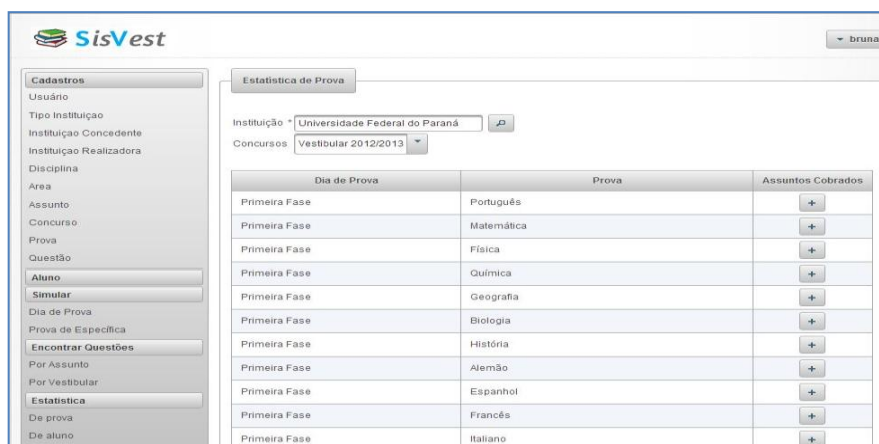 SisVest
bruna
Cadastros
Usuário
Tipo Instituiçao
Instituiçao Concedente
Instituiçao Realizadora
Disciplina
Area
Assunto
Concurso
Prova
Questão
Aluno
Simular
Dia de Prova
Prova de Específica
Encontrar Questões
Por Assunto
Por Vestibular
Estatistica
De prova
De aluno
Estatistica de Prova
Instituição * Universidade Federal do Paraná
Concursos Vestibular 2012/2013
Dia de Prova Prova Assuntos Cobrados
Primeira Fase Português +
Primeira Fase Matemática +
Primeira Fase Física +
Primeira Fase Química +
Primeira Fase Geografia +
Primeira Fase Biologia +
Primeira Fase História +
Primeira Fase Alemão +
Primeira Fase Espanhol +
Primeira Fase Francês +
Primeira Fase Italiano +